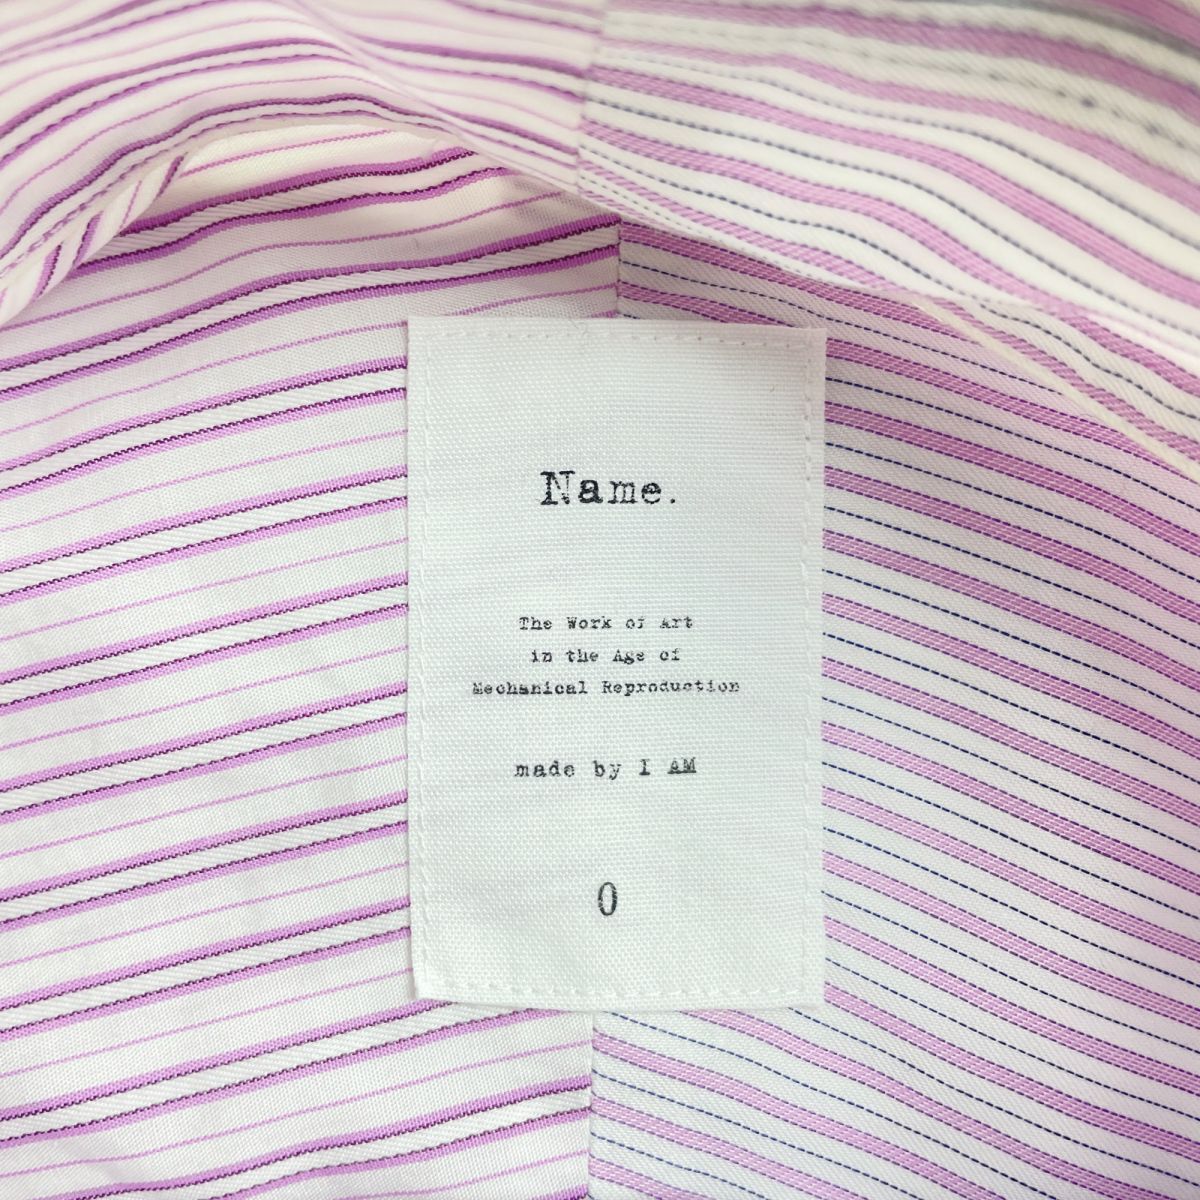 Name.
The Work of Art
in the Age of
Mechanical Reproduction
made by I AM
0